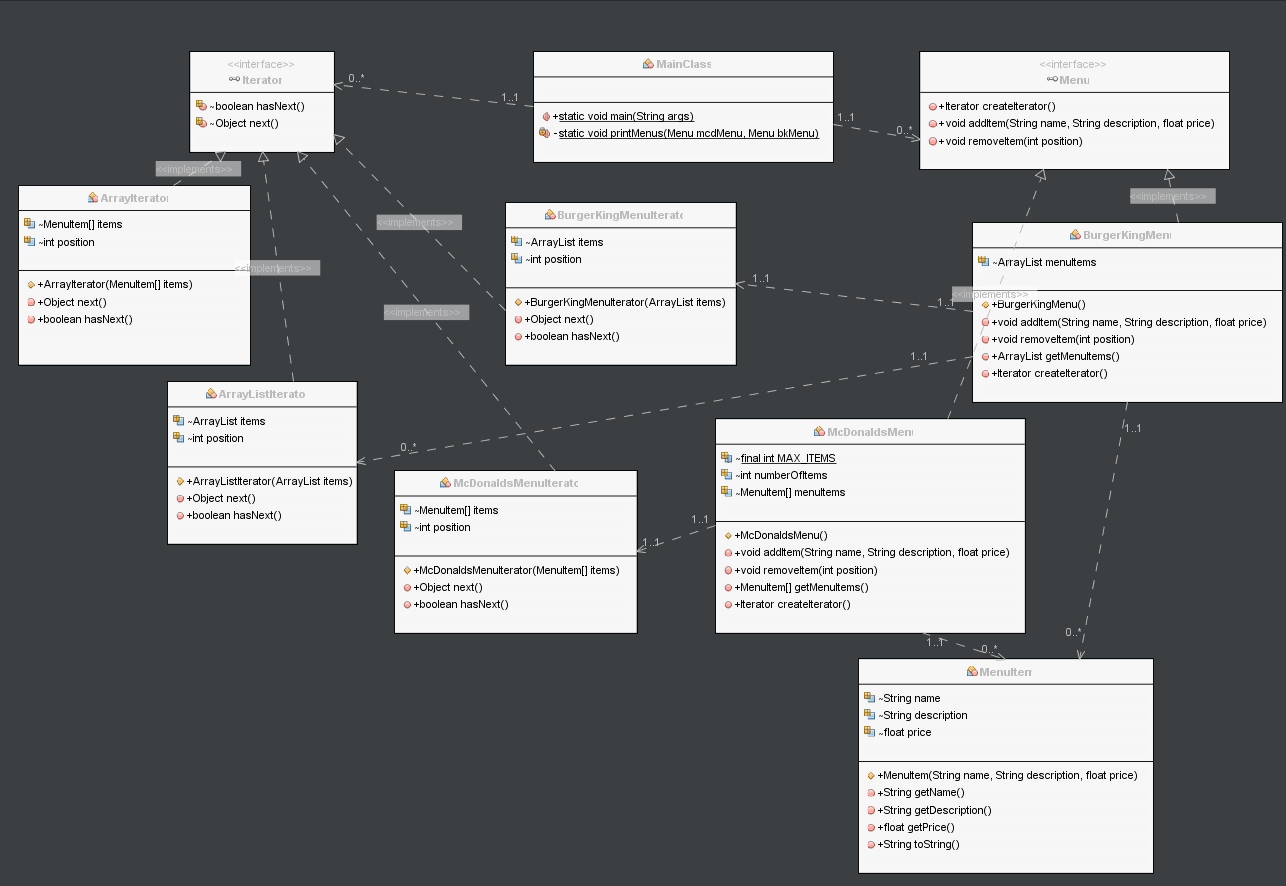 <<interface>>
Iterator
~boolean hasNext()
~Object next()
0..*
1..1
MainClass
+static void main(String args)
-static void printMenus(Menu mcdMenu, Menu bkMenu)
1..1
0..*
<<interface>>
Menu
+Iterator createIterator()
+void addItem(String name, String description, float price)
+void removeItem(int position)
<<implements>>
ArrayIterator
~MenuItem[] items
~int position
+ArrayIterator(MenuItem[] items)
+Object next()
+boolean hasNext()
<<implements>>
<<implements>>
<<implements>>
BurgerKingMenuIterato
~ArrayList items
~int position
+BurgerKingMenuIterator(ArrayList items)
+Object next()
+boolean hasNext()
1..1
1..1
<<implements>>
<<implements>>
BurgerKingMenu
~ArrayList menuItems
+BurgerKingMenu()
+void addItem(String name, String description, float price)
+void removeItem(int position)
+ArrayList getMenuItems()
+Iterator createIterator()
1..1
0..*
ArrayListIterato
~ArrayList items
~int position
+ArrayListIterator(ArrayList items)
+Object next()
+boolean hasNext()
McDonaldsMenuIterato
~MenuItem[] items
~int position
+McDonaldsMenuIterator(MenuItem[] items)
+Object next()
+boolean hasNext()
1..1
1..1
McDonaldsMenu
~final int MAX_ITEMS
~int numberOfItems
~MenuItem[] menuItems
+McDonaldsMenu()
+void addItem(String name, String description, float price)
+void removeItem(int position)
+MenuItem[] getMenuItems()
+Iterator createIterator()
1..1
0..*
1..1
0..*
MenuItem
~String name
~String description
~float price
+MenuItem(String name, String description, float price)
+String getName()
+String getDescription()
+float getPrice()
+String toString()